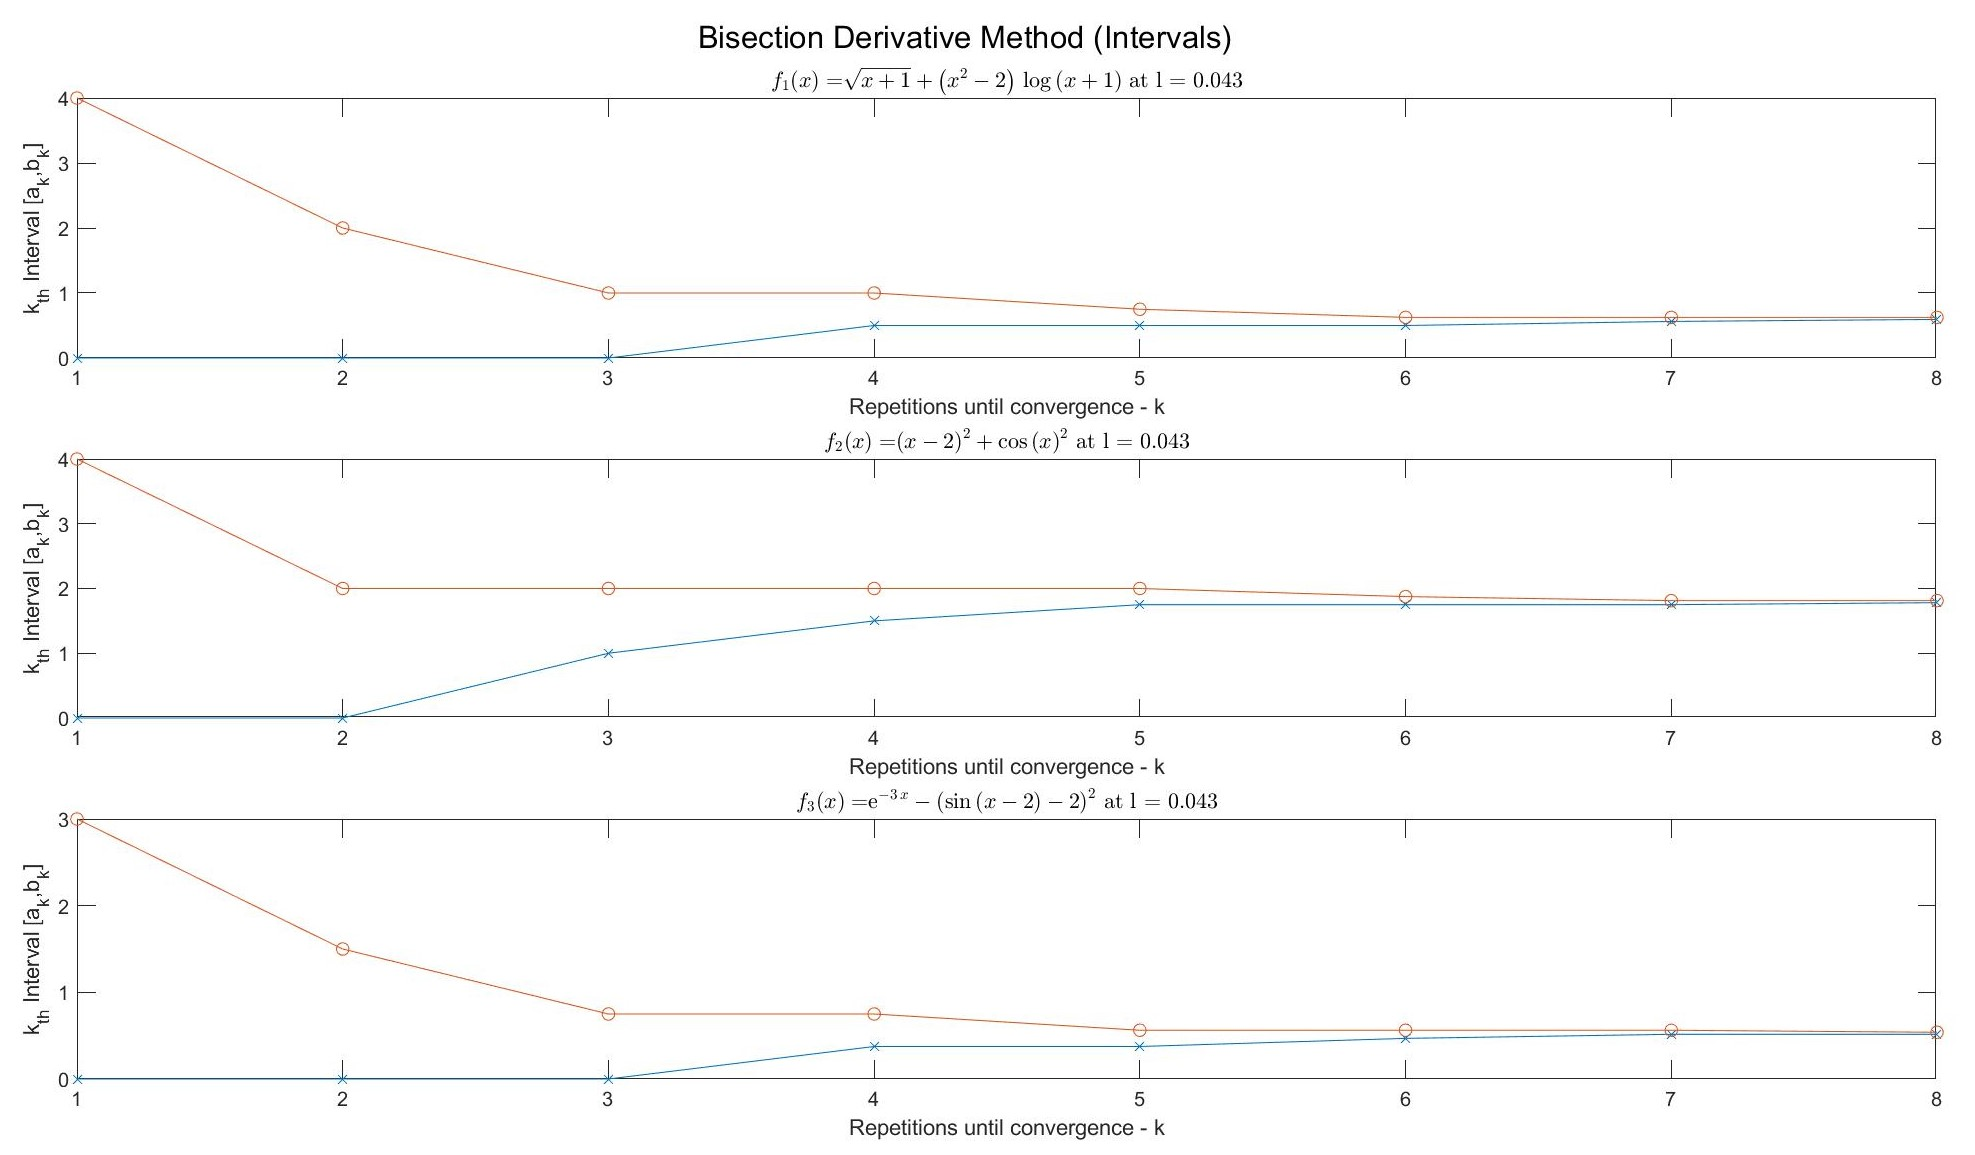 Bisection Derivative Method (Intervals)
f₁(x) =√(x + 1) + (x² − 2) log (x + 1) at l = 0.043
4
3
2
1
0
k_th Interval [a_k,b_k]
1 2 3 4 5 6 7 8
Repetitions until convergence - k
f₂(x) =(x − 2)² + cos (x)² at l = 0.043
4
3
2
1
0
k_th Interval [a_k,b_k]
1 2 3 4 5 6 7 8
Repetitions until convergence - k
f₃(x) =e⁻³ˣ − (sin (x − 2) − 2)² at l = 0.043
3
2
1
0
k_th Interval [a_k,b_k]
1 2 3 4 5 6 7 8
Repetitions until convergence - k